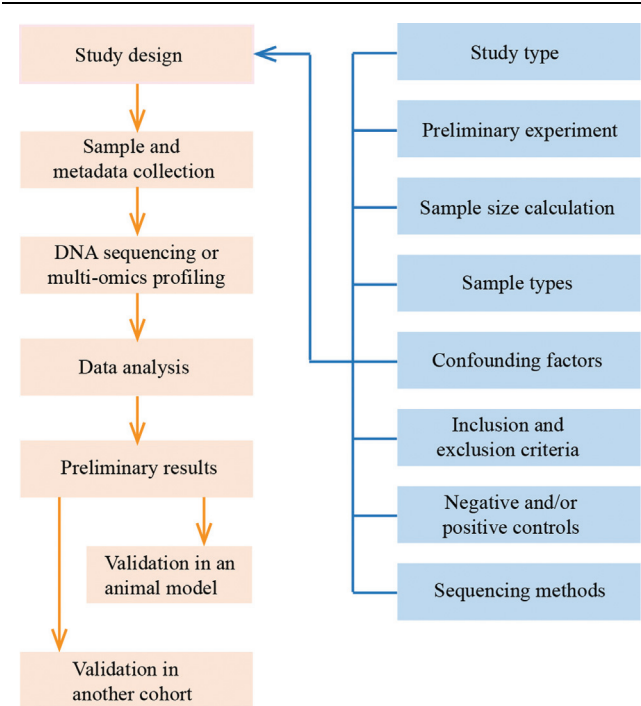 Study design
Sample and
metadata collection
DNA sequencing or
multi-omics profiling
Data analysis
Preliminary results
Validation in an
animal model
Validation in
another cohort
Study type
Preliminary experiment
Sample size calculation
Sample types
Confounding factors
Inclusion and
exclusion criteria
Negative and/or
positive controls
Sequencing methods